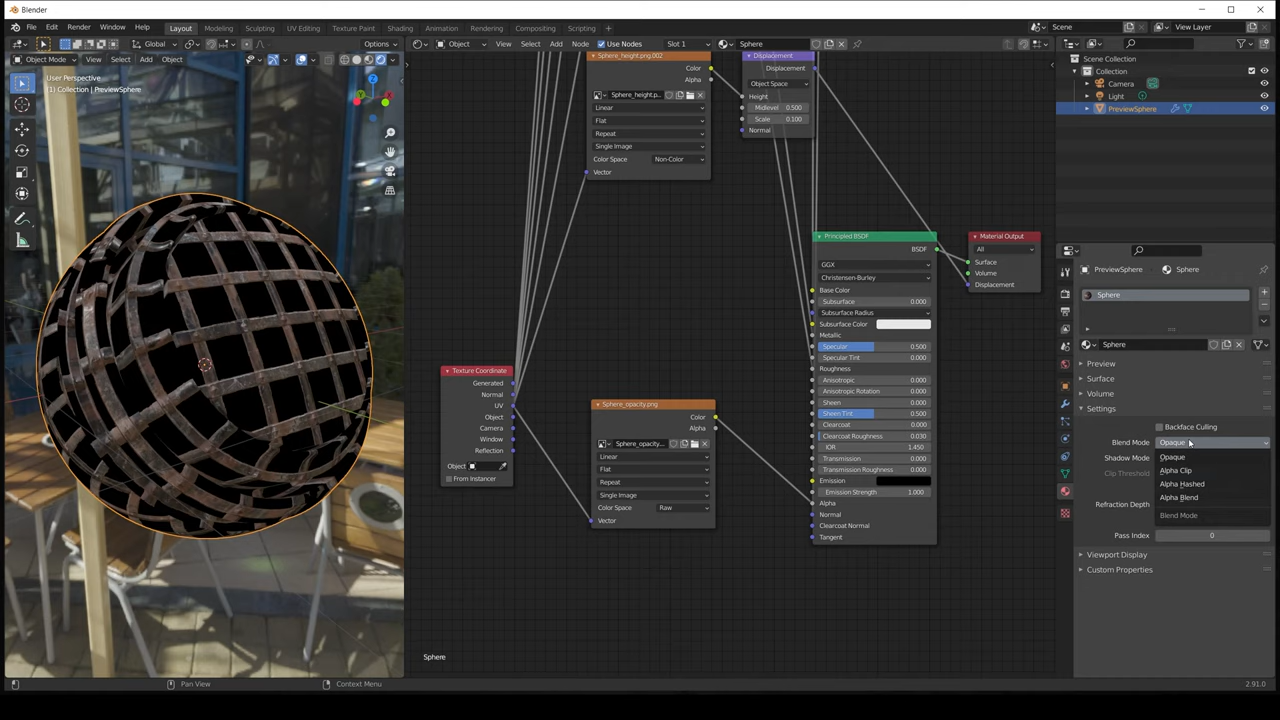 Blender
File Edit Render Window Help Layout Modeling Sculpting UV Editing Texture Paint Shading Animation Rendering Compositing Scripting Scene View Layer
Global Options
Object Mode View Select Add Object
User Perspective
(1) Collection | PreviewSphere
Z
Object View Select Add Node Use Nodes Slot 1 Sphere
Sphere_height.png.002
Color
Alpha
Sphere_height.p...
Linear
Flat
Repeat
Single Image
Color Space Non-Color
Vector
Displacement
Displacement
Object Space
Height
Midlevel 0.500
Scale 0.100
Normal
Texture Coordinate
Generated
Normal
UV
Object
Camera
Window
Reflection
Object
From Instancer
Sphere_opacity.png
Color
Alpha
Sphere_opacity...
Linear
Flat
Repeat
Single Image
Color Space Raw
Vector
Principled BSDF
BSDF
GGX
Christensen-Burley
Base Color
Subsurface 0.000
Subsurface Radius
Subsurface Color
Metallic
Specular 0.500
Specular Tint 0.000
Roughness
Anisotropic 0.000
Anisotropic Rotation 0.000
Sheen 0.000
Sheen Tint 0.500
Clearcoat 0.000
Clearcoat Roughness 0.030
IOR 1.450
Transmission 0.000
Transmission Roughness 0.000
Emission
Emission Strength 1.000
Alpha
Normal
Clearcoat Normal
Tangent
Material Output
All
Surface
Volume
Displacement
Sphere
Scene Collection
Collection
Camera
Light
PreviewSphere
PreviewSphere Sphere
Sphere
Sphere
Preview
Surface
Volume
Settings
Backface Culling
Blend Mode Opaque
Shadow Mode Opaque
Clip Threshold Alpha Clip
Alpha Hashed
Alpha Blend
Refraction Depth
Blend Mode
Pass Index 0
Viewport Display
Custom Properties
Pan View Context Menu 2.91.0